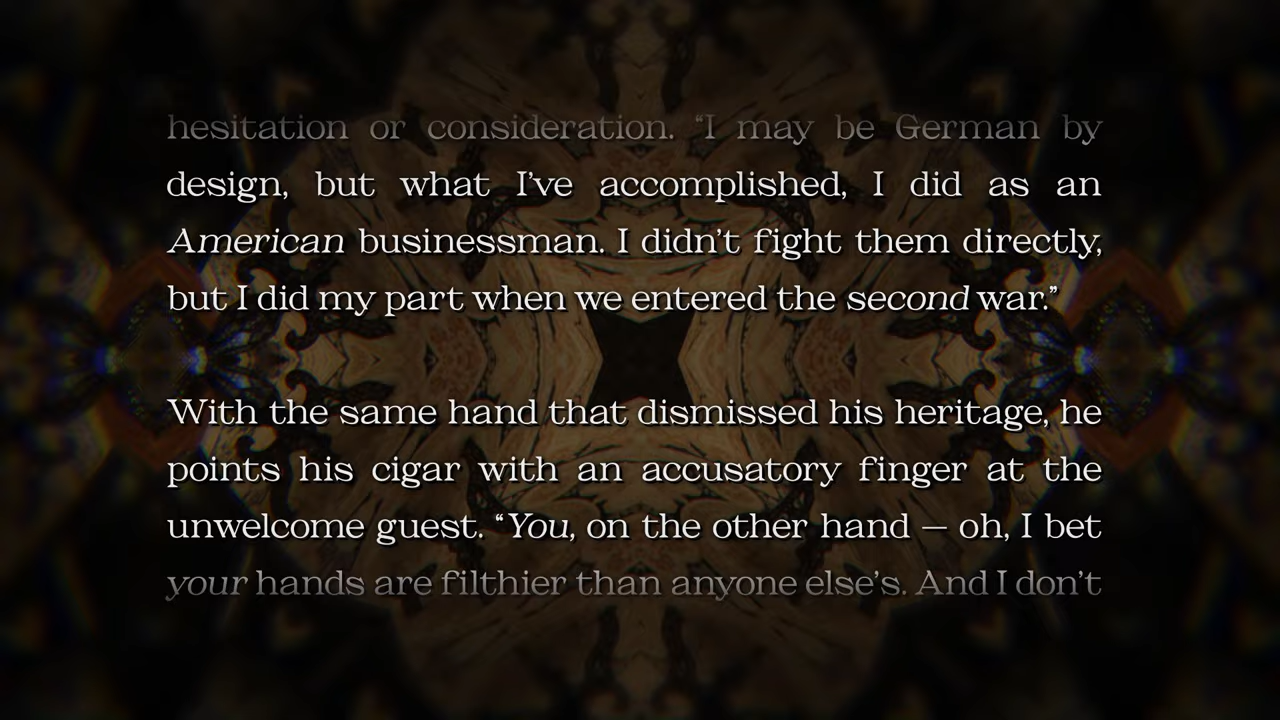 hesitation or consideration. “I may be German by
design, but what I’ve accomplished, I did as an
American businessman. I didn’t fight them directly,
but I did my part when we entered the second war.”
With the same hand that dismissed his heritage, he
points his cigar with an accusatory finger at the
unwelcome guest. “You, on the other hand — oh, I bet
your hands are filthier than anyone else’s. And I don’t